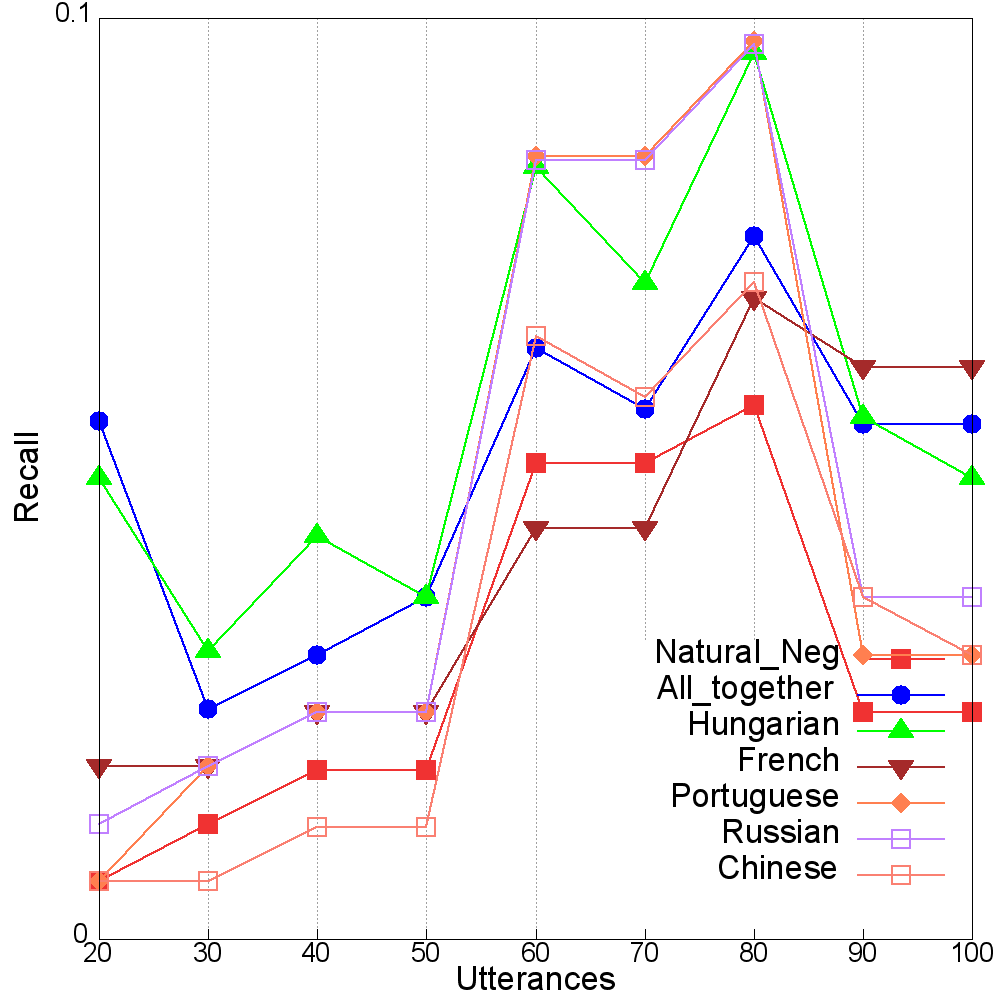 0.1
Recall
Natural_Neg
All_together
Hungarian
French
Portuguese
Russian
Chinese
0
20 30 40 50 60 70 80 90 100
Utterances